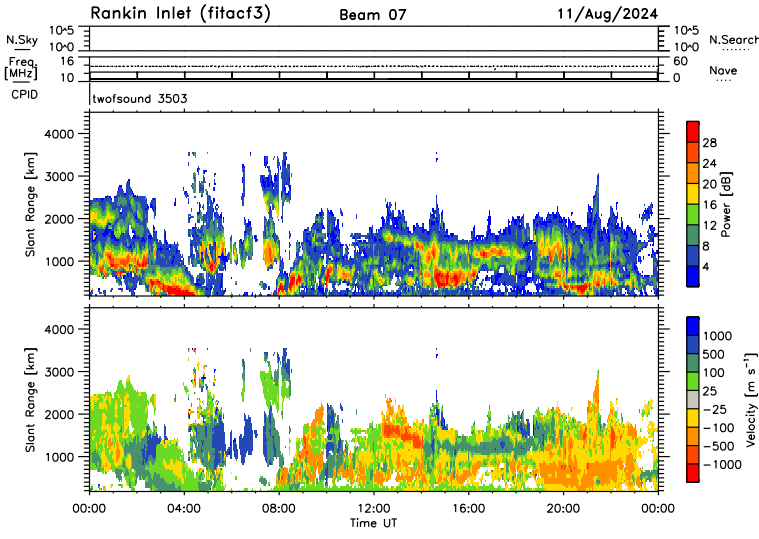 Rankin Inlet (fitacf3) Beam 07 11/Aug/2024
N.Sky 10^5 10^0 10^5 10^0 N.Search
Freq. [MHz] 16 10 60 0 Nave
CPID twofsound 3503
Slant Range [km] 4000 3000 2000 1000
Power [dB] 28 24 20 16 12 8 4
Slant Range [km] 4000 3000 2000 1000
Velocity [m s⁻¹] 1000 500 100 25 −25 −100 −500 −1000
00:00 04:00 08:00 12:00 16:00 20:00 00:00
Time UT